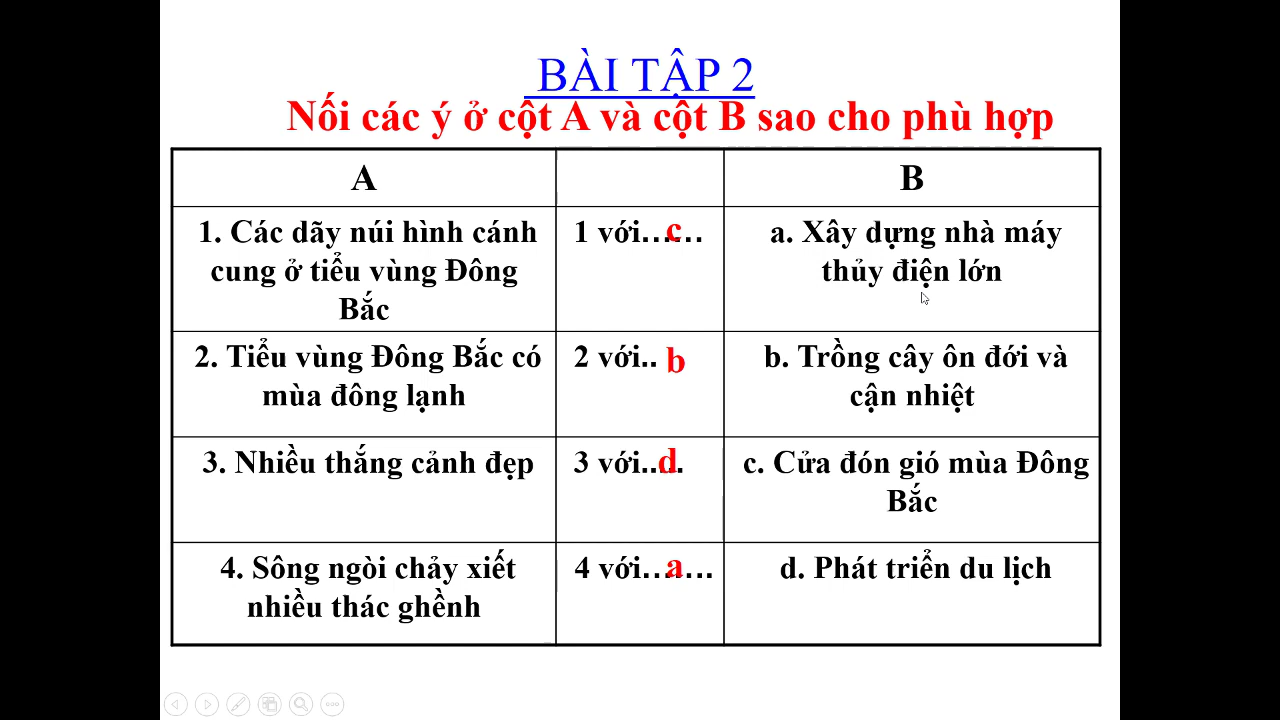 BÀI TẬP 2
Nối các ý ở cột A và cột B sao cho phù hợp
A
B
1. Các dãy núi hình cánh
cung ở tiểu vùng Đông
Bắc
1 với...c...
a. Xây dựng nhà máy
thủy điện lớn
2. Tiểu vùng Đông Bắc có
mùa đông lạnh
2 với.. b
b. Trồng cây ôn đới và
cận nhiệt
3. Nhiều thắng cảnh đẹp
3 với..d.
c. Cửa đón gió mùa Đông
Bắc
4. Sông ngòi chảy xiết
nhiều thác ghềnh
4 với...a....
d. Phát triển du lịch